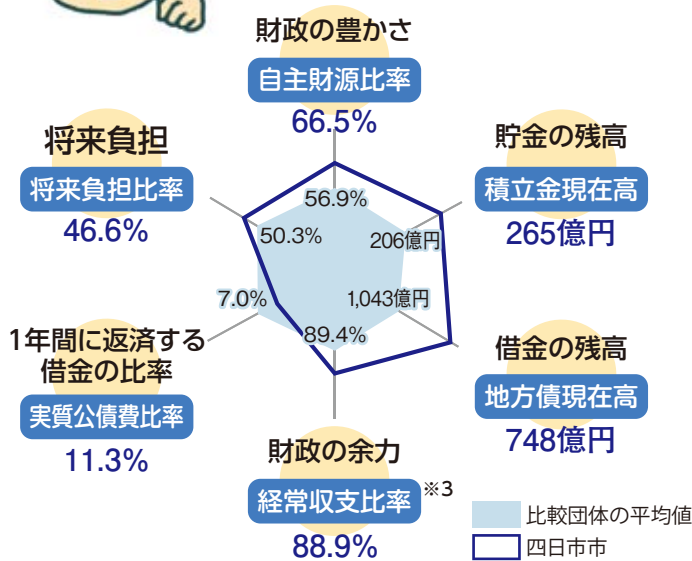 財政の豊かさ
自主財源比率
66.5%
将来負担
将来負担比率
46.6%
貯金の残高
積立金現在高
265億円
56.9%
50.3%
206億円
7.0%
1,043億円
89.4%
1年間に返済する
借金の比率
実質公債費比率
11.3%
借金の残高
地方債現在高
748億円
財政の余力
経常収支比率 ※3
88.9%
比較団体の平均値
四日市市